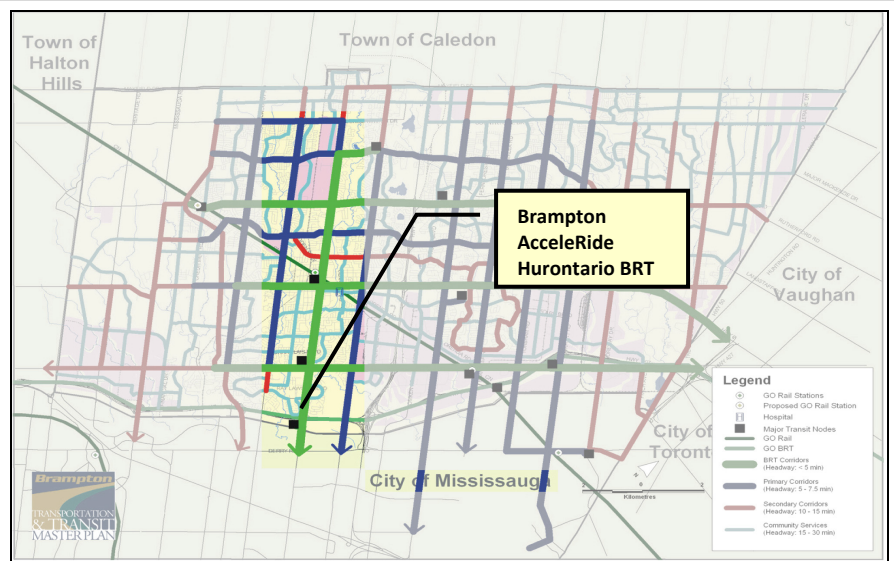 Town of
Halton
Hills
Town of Caledon
Brampton
AcceleRide
Hurontario BRT
City of
Vaughan
City of
Toront
City of Mississaugh
Legend
GO Rail Stations
Proposed GO Rail Station
Hospital
Major Transit Nodes
GO Rail
GO BRT
BRT Corridors
(Headway: < 5 min)
Primary Corridors
(Headway: 5 - 7.5 min)
Secondary Corridors
(Headway: 10 - 15 min)
Community Services
(Headway: 15 - 30 min)
Kilometres
Brampton
TRANSPORTATION
& TRANSIT
MASTER PLAN